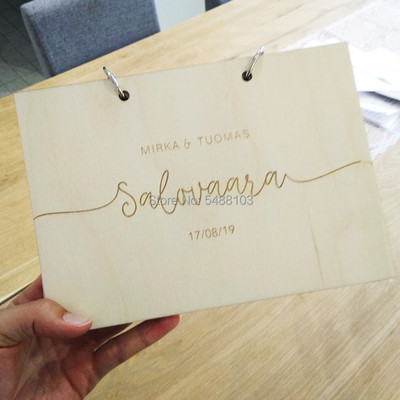 MIRKA & TUOMAS
Salovaara
Store No: 5488103
17/08/19